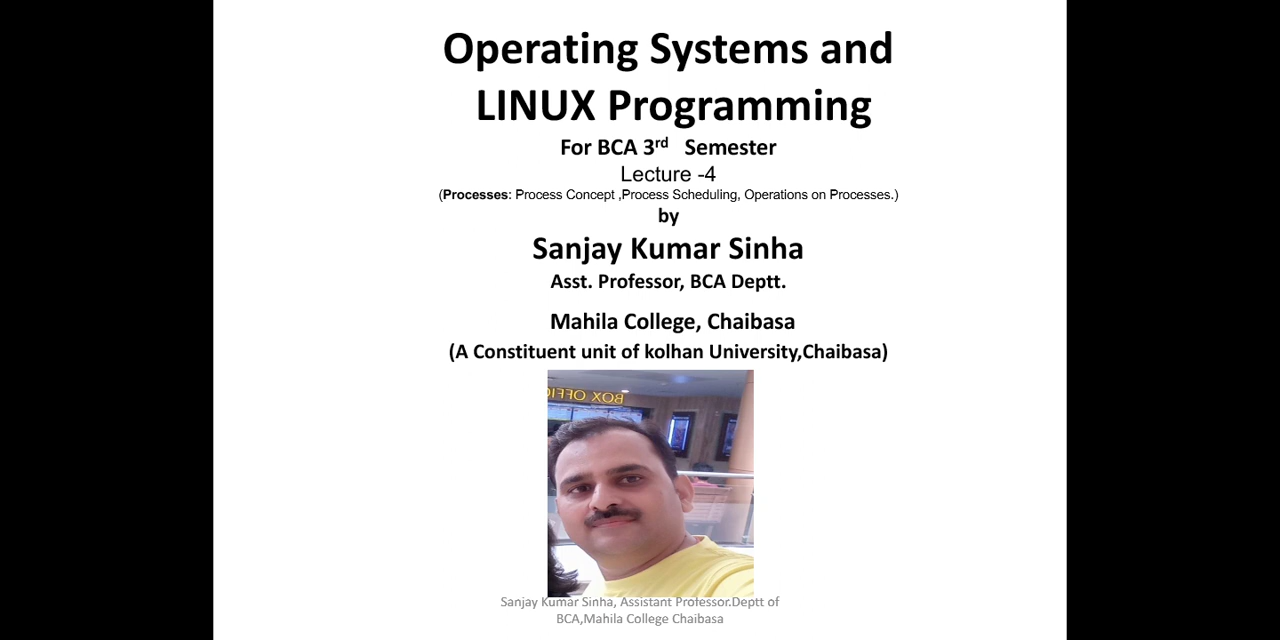 Operating Systems and
LINUX Programming
For BCA 3rd Semester
Lecture -4
(Processes: Process Concept ,Process Scheduling, Operations on Processes.)
by
Sanjay Kumar Sinha
Asst. Professor, BCA Deptt.
Mahila College, Chaibasa
(A Constituent unit of kolhan University,Chaibasa)
BOX OFFIC
Sanjay Kumar Sinha, Assistant Professor.Deptt of
BCA,Mahila College Chaibasa